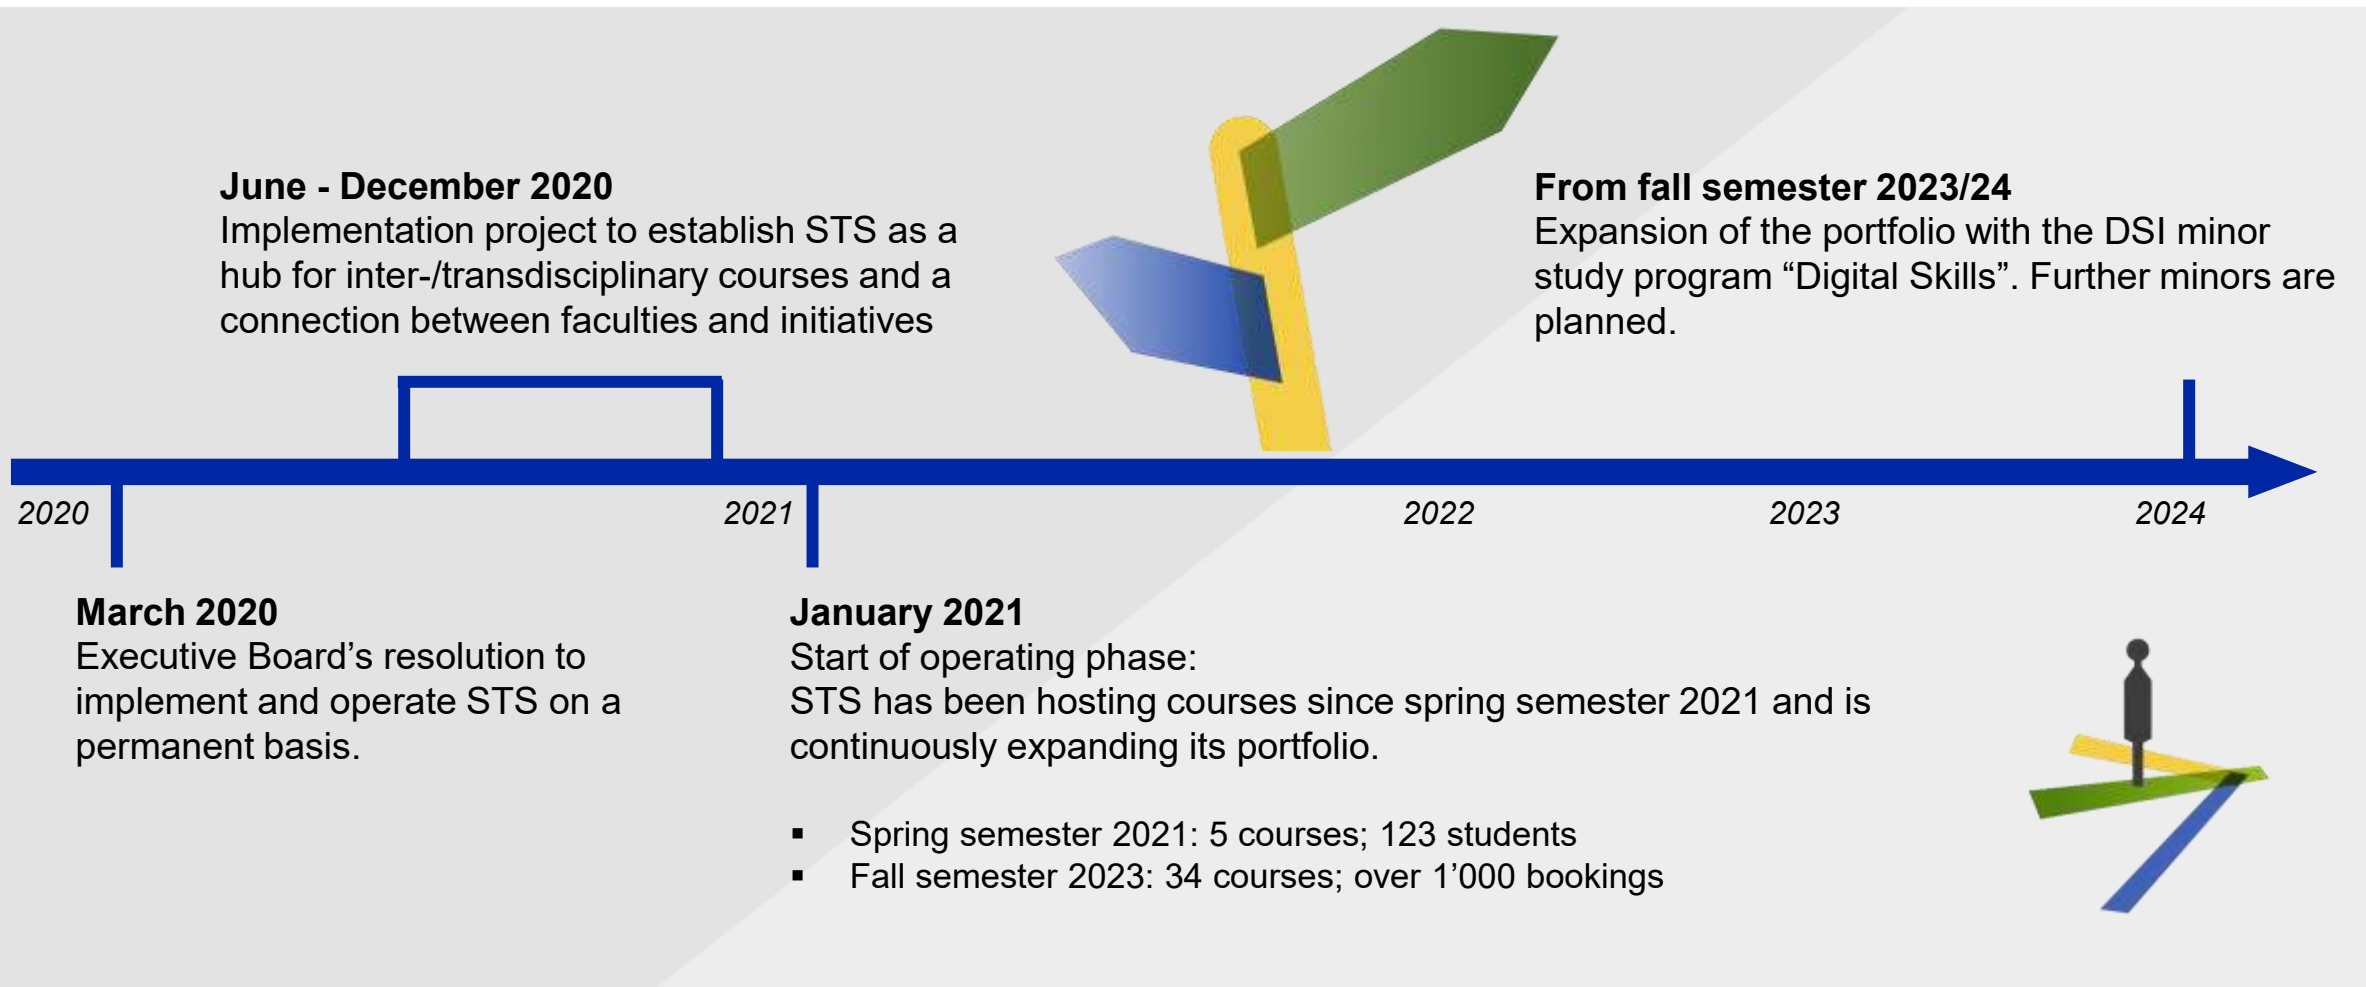 June - December 2020
Implementation project to establish STS as a
hub for inter-/transdisciplinary courses and a
connection between faculties and initiatives
From fall semester 2023/24
Expansion of the portfolio with the DSI minor
study program “Digital Skills”. Further minors are
planned.
2020
2021
2022
2023
2024
March 2020
Executive Board’s resolution to
implement and operate STS on a
permanent basis.
January 2021
Start of operating phase:
STS has been hosting courses since spring semester 2021 and is
continuously expanding its portfolio.
▪ Spring semester 2021: 5 courses; 123 students
▪ Fall semester 2023: 34 courses; over 1’000 bookings